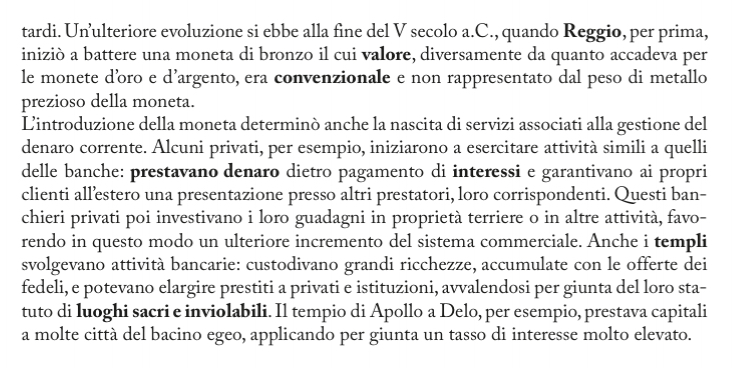 tardi. Un’ulteriore evoluzione si ebbe alla fine del V secolo a.C., quando Reggio, per prima,
iniziò a battere una moneta di bronzo il cui valore, diversamente da quanto accadeva per
le monete d’oro e d’argento, era convenzionale e non rappresentato dal peso di metallo
prezioso della moneta.
L’introduzione della moneta determinò anche la nascita di servizi associati alla gestione del
denaro corrente. Alcuni privati, per esempio, iniziarono a esercitare attività simili a quelli
delle banche: prestavano denaro dietro pagamento di interessi e garantivano ai propri
clienti all’estero una presentazione presso altri prestatori, loro corrispondenti. Questi ban-
chieri privati poi investivano i loro guadagni in proprietà terriere o in altre attività, favo-
rendo in questo modo un ulteriore incremento del sistema commerciale. Anche i templi
svolgevano attività bancarie: custodivano grandi ricchezze, accumulate con le offerte dei
fedeli, e potevano elargire prestiti a privati e istituzioni, avvalendosi per giunta del loro sta-
tuto di luoghi sacri e inviolabili. Il tempio di Apollo a Delo, per esempio, prestava capitali
a molte città del bacino egeo, applicando per giunta un tasso di interesse molto elevato.